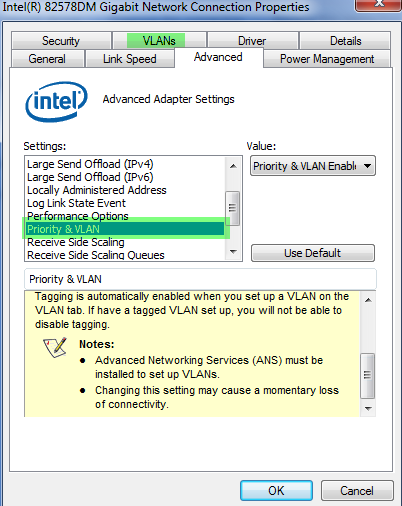 Intel(R) 82578DM Gigabit Network Connection Properties
Security
VLANs
Driver
Details
General
Link Speed
Advanced
Power Management
intel
Advanced Adapter Settings
Settings:
Value:
Large Send Offload (IPv4)
Large Send Offload (IPv6)
Locally Administered Address
Log Link State Event
Performance Options
Priority & VLAN
Receive Side Scaling
Receive Side Scaling Queues
Priority & VLAN Enabl
Use Default
Priority & VLAN
Tagging is automatically enabled when you set up a VLAN on the
VLAN tab. If have a tagged VLAN set up, you will not be able to
disable tagging.
Notes:
• Advanced Networking Services (ANS) must be
installed to set up VLANs.
• Changing this setting may cause a momentary loss
of connectivity.
OK
Cancel